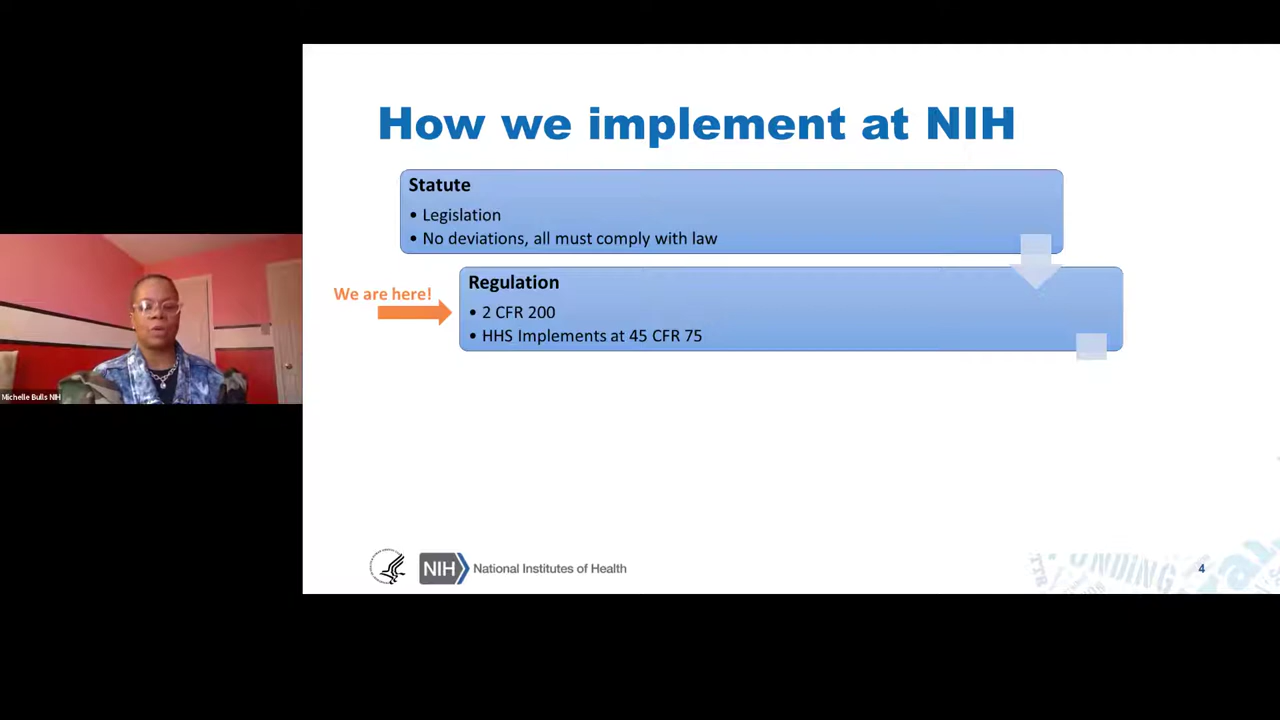 How we implement at NIH
Statute
• Legislation
• No deviations, all must comply with law
We are here!
Regulation
• 2 CFR 200
• HHS Implements at 45 CFR 75
Michelle Bulls NIH
NIH
National Institutes of Health
FUNDING
4